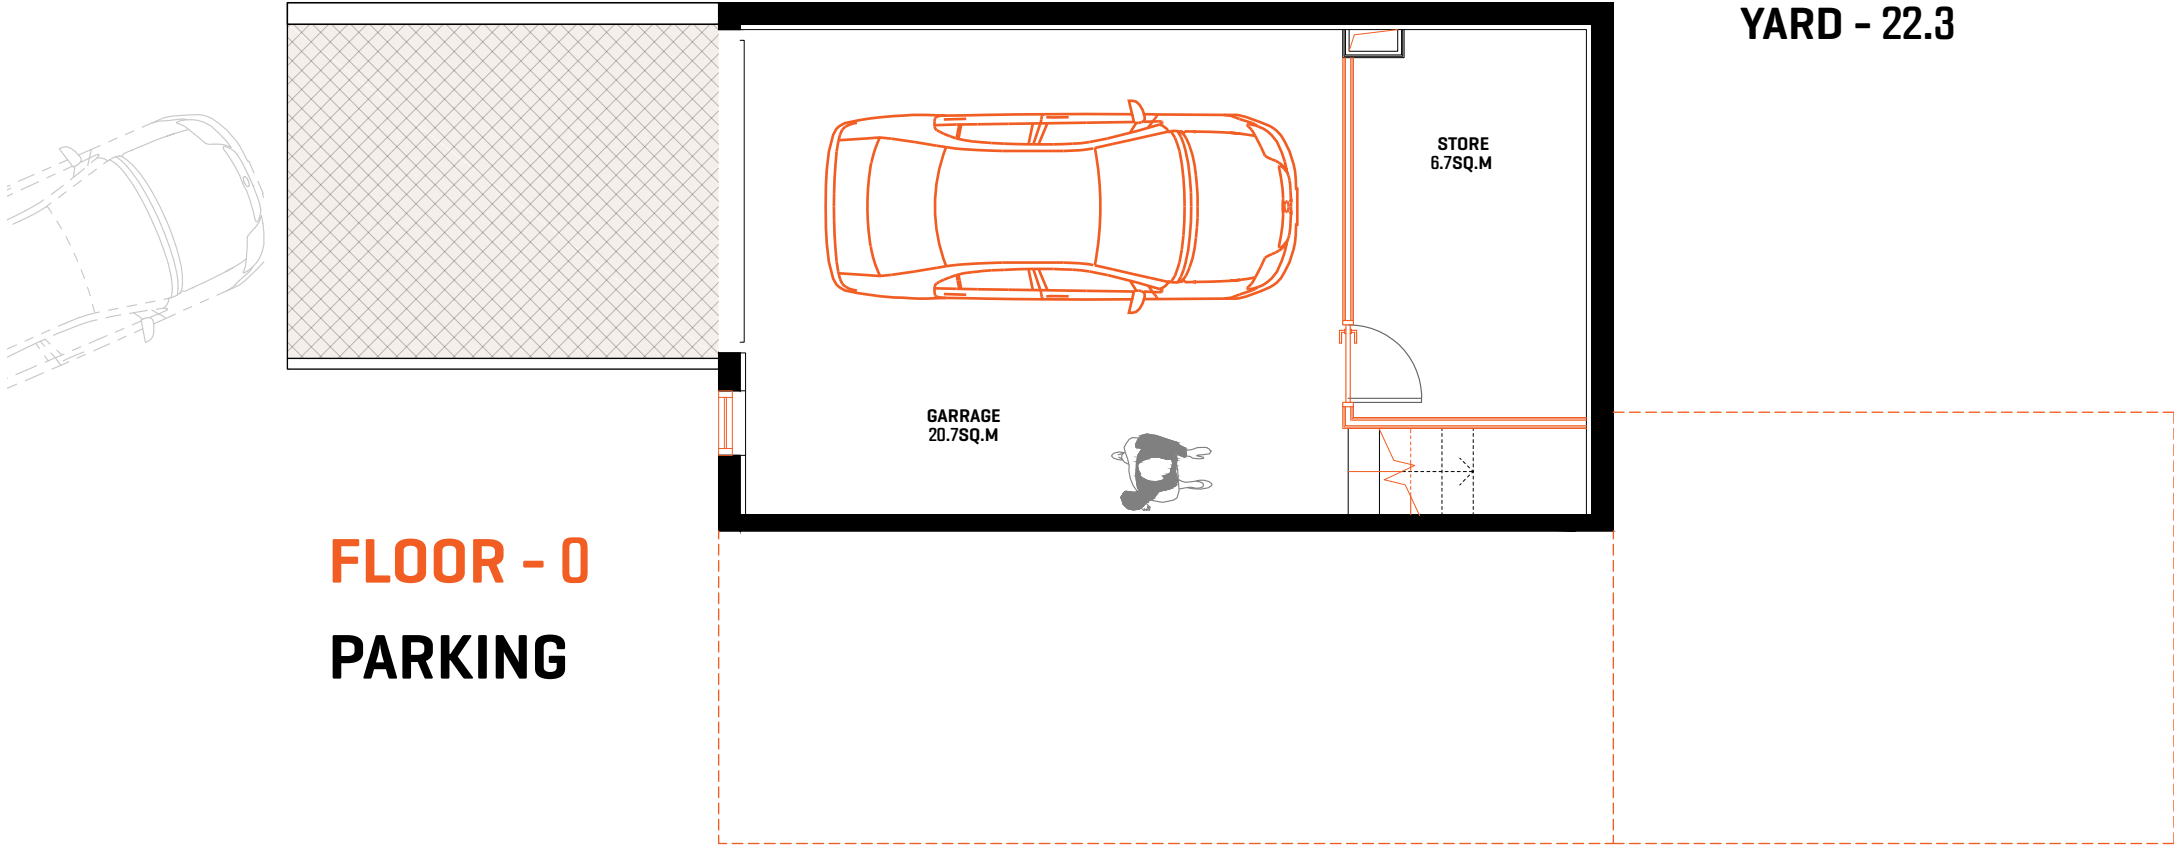 YARD - 22.3
STORE
6.7SQ.M
GARRAGE
20.7SQ.M
FLOOR - 0
PARKING